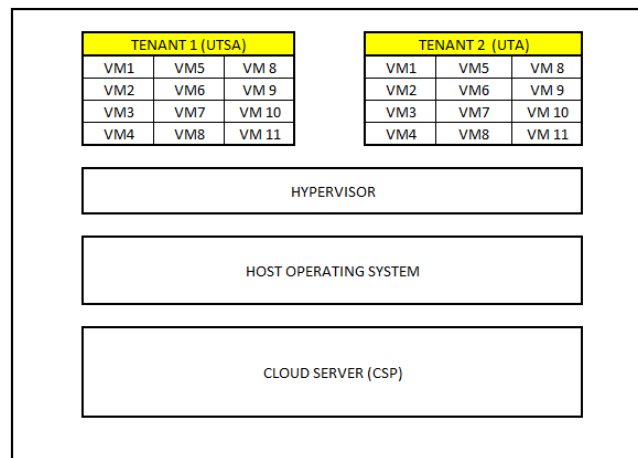 TENANT 1 (UTSA)
VM1 VM5 VM 8
VM2 VM6 VM 9
VM3 VM7 VM 10
VM4 VM8 VM 11
TENANT 2 (UTA)
VM1 VM5 VM 8
VM2 VM6 VM 9
VM3 VM7 VM 10
VM4 VM8 VM 11
HYPERVISOR
HOST OPERATING SYSTEM
CLOUD SERVER (CSP)